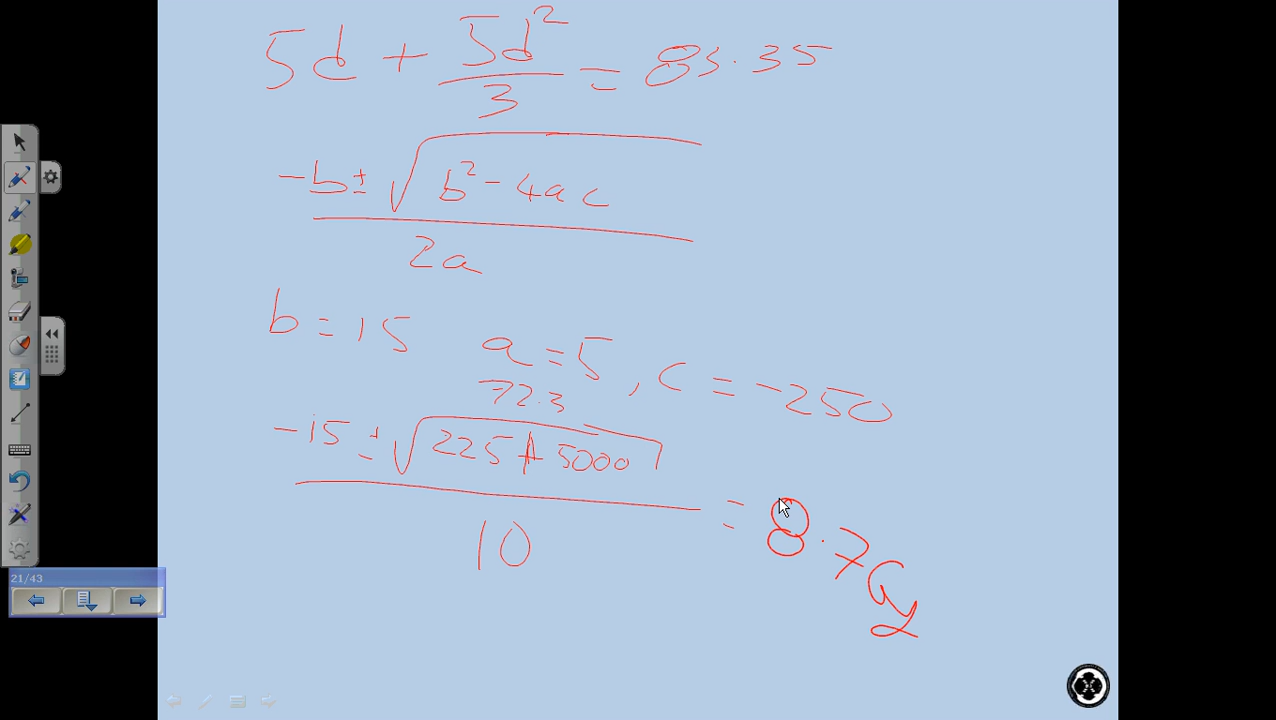 5d + 5d²/3 = 83.35
-b ± √b² - 4ac
2a
b = 15 a = 5, c = -250
72.3
-15 ± √225 + 5000
10
= 8.7Gy
21/43